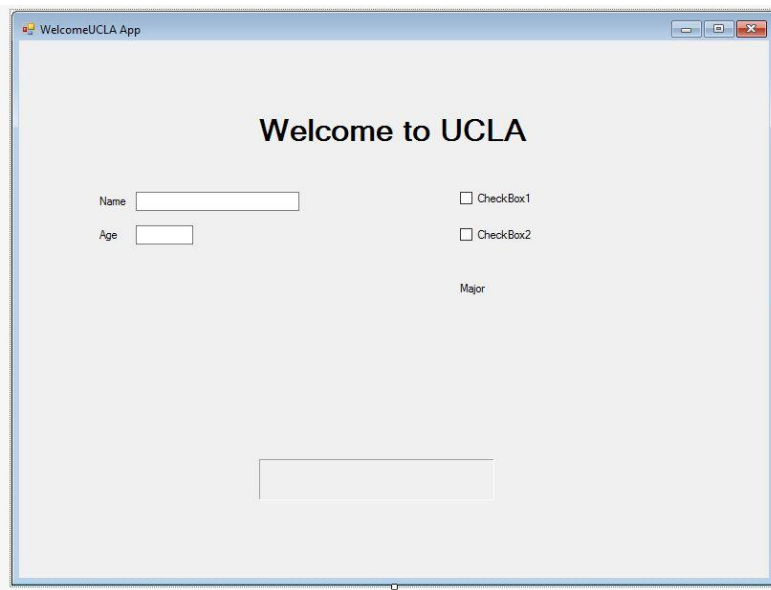 WelcomeUCLA App
Welcome to UCLA
Name
CheckBox1
Age
CheckBox2
Major